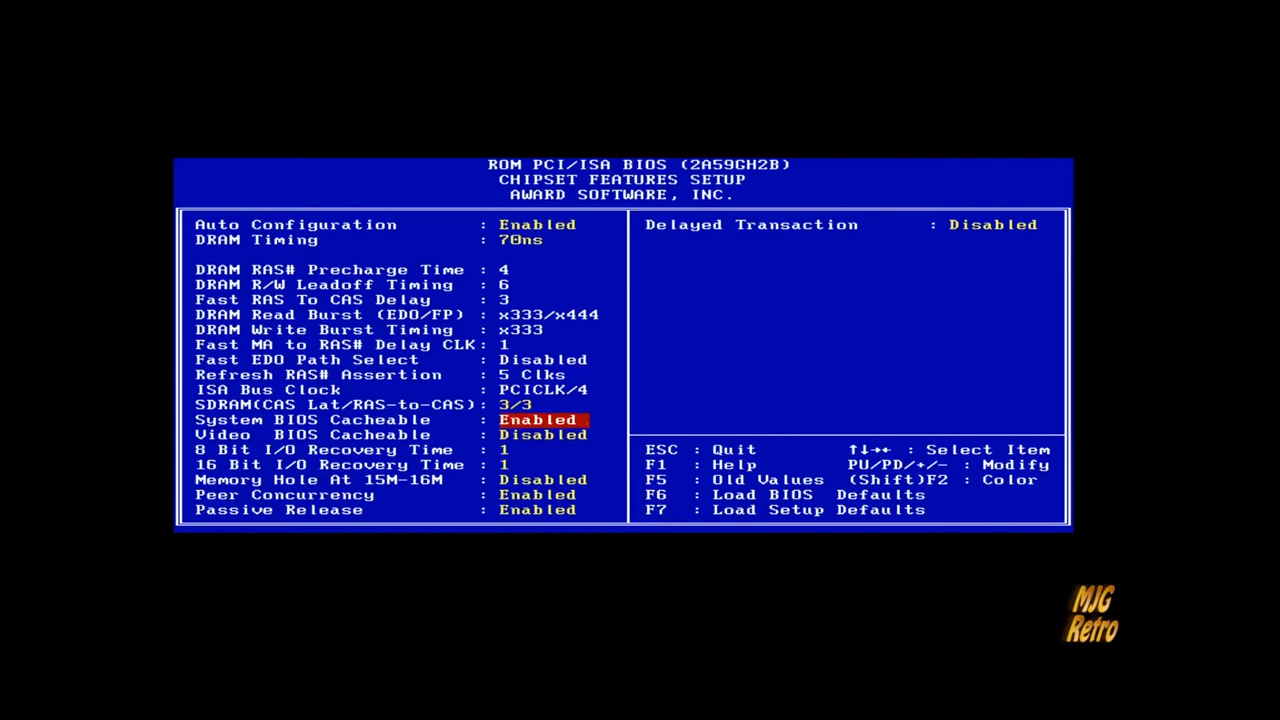 ROM PCI/ISA BIOS (2A59GH2B)
CHIPSET FEATURES SETUP
AWARD SOFTWARE, INC.
Auto Configuration : Enabled
DRAM Timing : 70ns
DRAM RAS# Precharge Time : 4
DRAM R/W Leadoff Timing : 6
Fast RAS To CAS Delay : 3
DRAM Read Burst (EDO/FP) : x333/x444
DRAM Write Burst Timing : x333
Fast MA to RAS# Delay CLK: 1
Fast EDO Path Select : Disabled
Refresh RAS# Assertion : 5 Clks
ISA Bus Clock : PCICLK/4
SDRAM(CAS Lat/RAS-to-CAS): 3/3
System BIOS Cacheable : Enabled
Video BIOS Cacheable : Disabled
8 Bit I/O Recovery Time : 1
16 Bit I/O Recovery Time : 1
Memory Hole At 15M-16M : Disabled
Peer Concurrency : Enabled
Passive Release : Enabled
Delayed Transaction : Disabled
ESC : Quit ↑↓→← : Select Item
F1 : Help PU/PD/+/- : Modify
F5 : Old Values (Shift)F2 : Color
F6 : Load BIOS Defaults
F7 : Load Setup Defaults
MJG
Retro